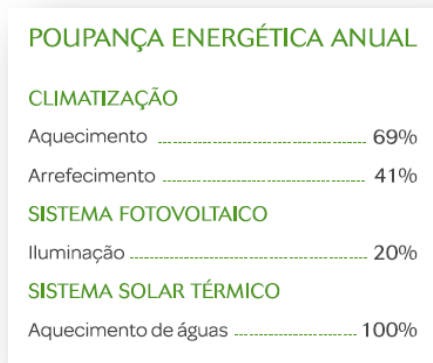 POUPANÇA ENERGÉTICA ANUAL
CLIMATIZAÇÃO
Aquecimento 69%
Arrefecimento 41%
SISTEMA FOTOVOLTAICO
Iluminação 20%
SISTEMA SOLAR TÉRMICO
Aquecimento de águas 100%